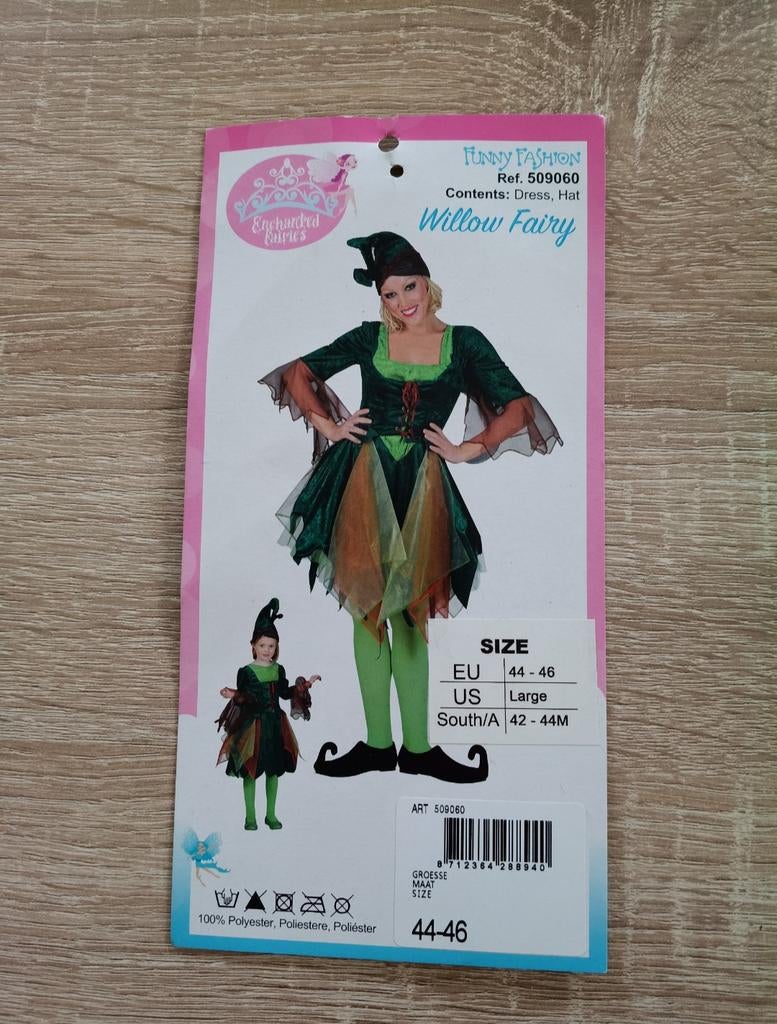 Enchanted
Fairies
FUNNY FASHION
Ref. 509060
Contents: Dress, Hat
Willow Fairy
SIZE
EU 44 - 46
US Large
South/A 42 - 44M
ART 509060
8 712364 288940
GROESSE
MAAT
SIZE
44-46
100% Polyester, Poliestere, Poliéster